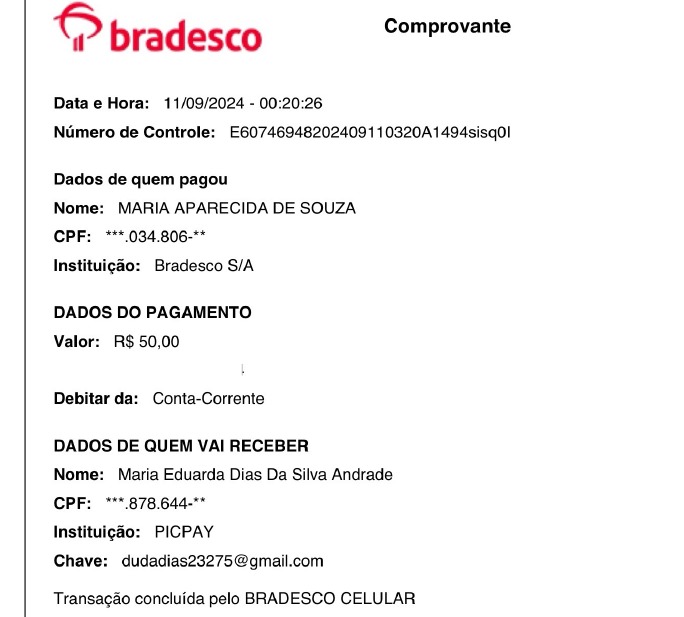 bradesco
Comprovante
Data e Hora: 11/09/2024 - 00:20:26
Número de Controle: E60746948202409110320A1494sisq0I
Dados de quem pagou
Nome: MARIA APARECIDA DE SOUZA
CPF: ***.034.806-**
Instituição: Bradesco S/A
DADOS DO PAGAMENTO
Valor: R$ 50,00
Debitar da: Conta-Corrente
DADOS DE QUEM VAI RECEBER
Nome: Maria Eduarda Dias Da Silva Andrade
CPF: ***.878.644-**
Instituição: PICPAY
Chave: dudadias23275@gmail.com
Transação concluída pelo BRADESCO CELULAR